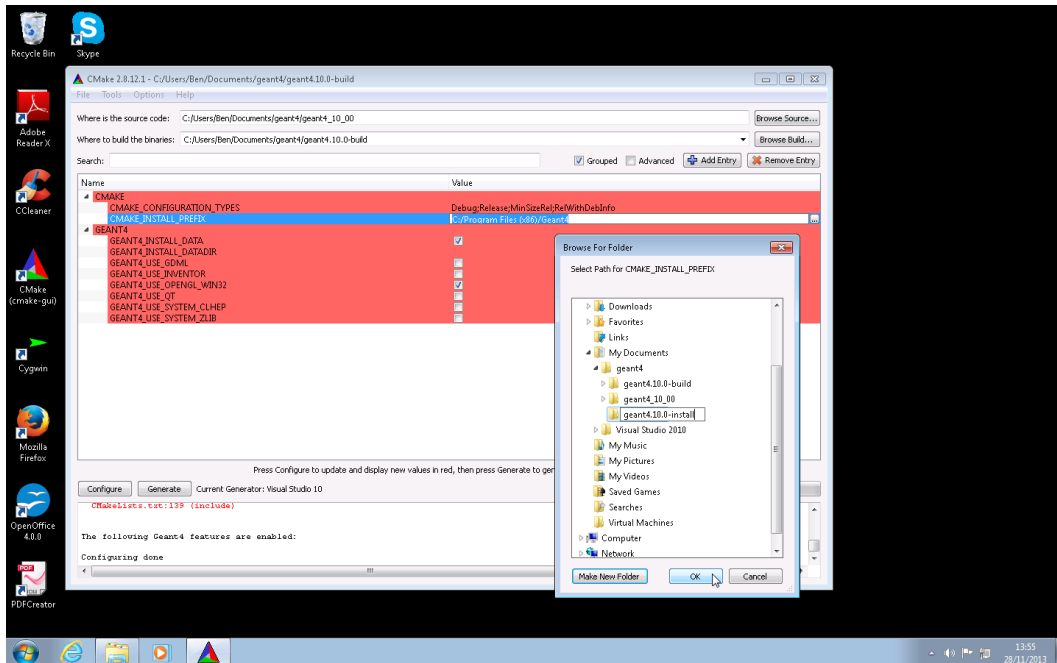 Recycle Bin
Skype
Adobe
Reader X
CCleaner
CMake
(cmake-gui)
Cygwin
Mozilla
Firefox
OpenOffice
4.0.0
PDF
PDFCreator
CMake 2.8.12.1 - C:/Users/Ben/Documents/geant4/geant4.10.0-build
File Tools Options Help
Where is the source code: C:/Users/Ben/Documents/geant4/geant4_10_00 Browse Source...
Where to build the binaries: C:/Users/Ben/Documents/geant4/geant4.10.0-build Browse Build...
Search: Grouped Advanced Add Entry Remove Entry
Name Value
CMAKE
CMAKE_CONFIGURATION_TYPES Debug;Release;MinSizeRel;RelWithDebInfo
CMAKE_INSTALL_PREFIX C:/Program Files (x86)/Geant4 ...
GEANT4
GEANT4_INSTALL_DATA
GEANT4_INSTALL_DATADIR
GEANT4_USE_GDML
GEANT4_USE_INVENTOR
GEANT4_USE_OPENGL_WIN32
GEANT4_USE_QT
GEANT4_USE_SYSTEM_CLHEP
GEANT4_USE_SYSTEM_ZLIB
Press Configure to update and display new values in red, then press Generate to gen
Configure Generate Current Generator: Visual Studio 10
CMakeLists.txt:139 (include)
The following Geant4 features are enabled:
Configuring done
Browse For Folder
Select Path for CMAKE_INSTALL_PREFIX
Downloads
Favorites
Links
My Documents
geant4
geant4.10.0-build
geant4_10_00
geant4.10.0-install
Visual Studio 2010
My Music
My Pictures
My Videos
Saved Games
Searches
Virtual Machines
Computer
Network
Make New Folder OK Cancel
13:55
28/11/2013